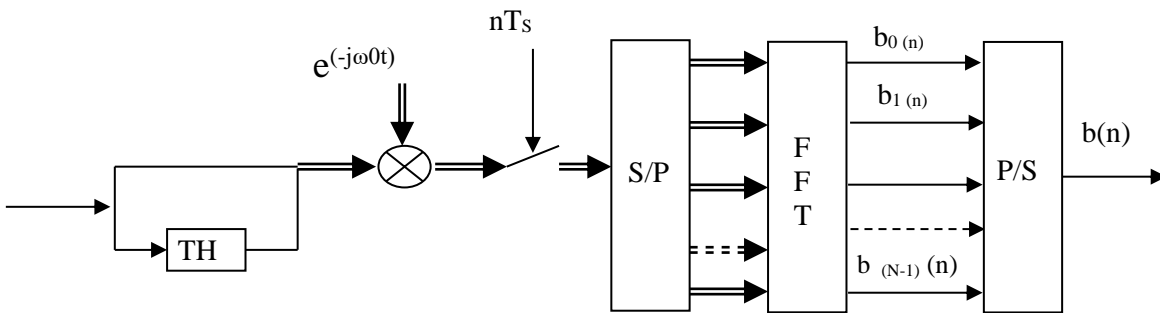 nTS
e(-jω0t)
TH
S/P
F
F
T
b0 (n)
b1 (n)
b (N-1) (n)
P/S
b(n)